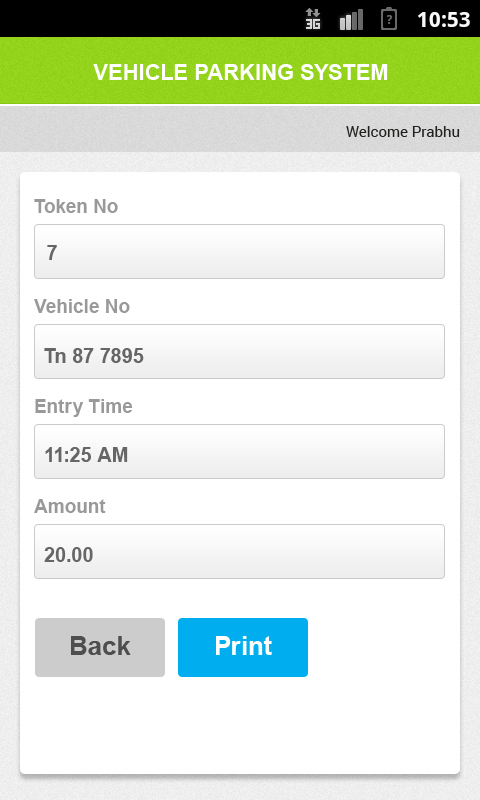 3G ? 10:53
VEHICLE PARKING SYSTEM
Welcome Prabhu
Token No
7
Vehicle No
Tn 87 7895
Entry Time
11:25 AM
Amount
20.00
Back Print